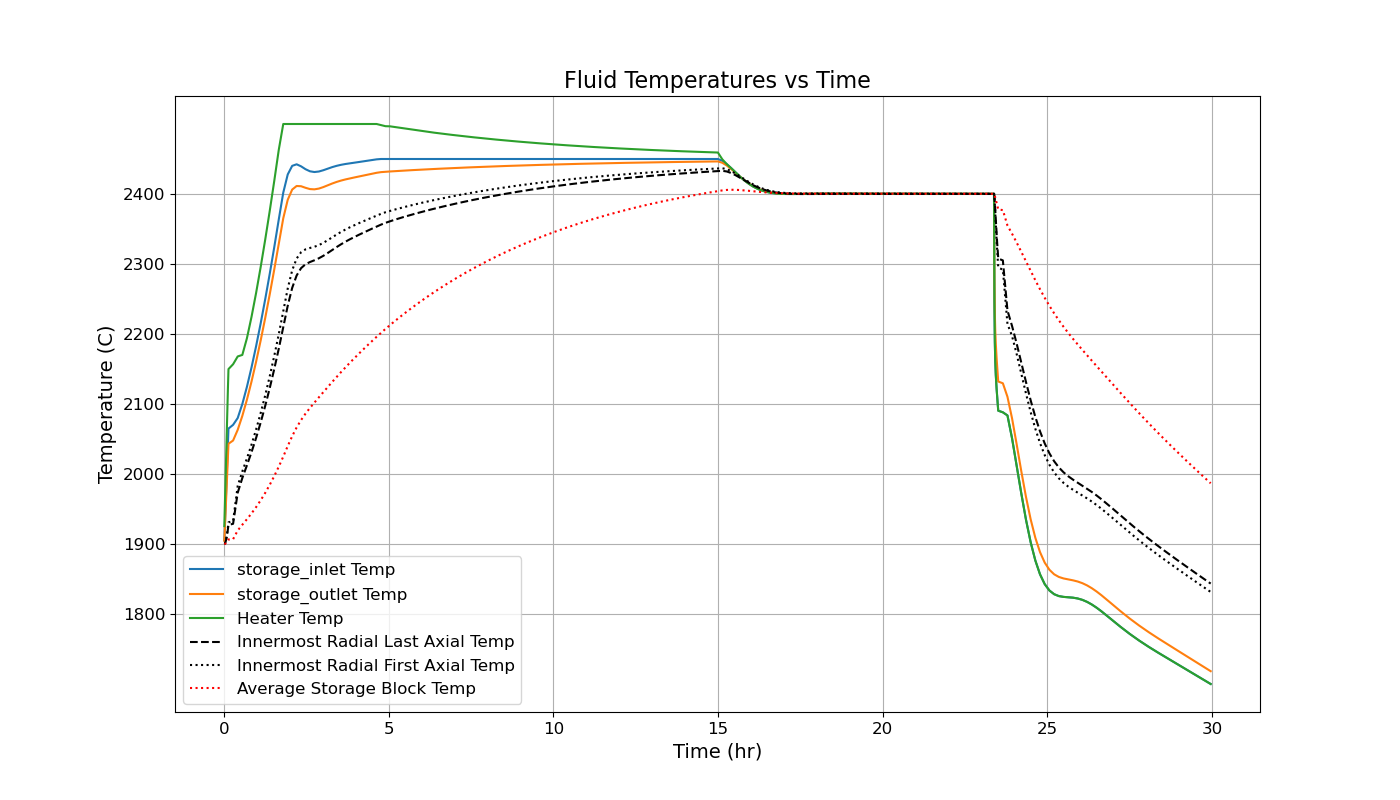 Fluid Temperatures vs Time
Temperature (C)
2400
2300
2200
2100
2000
1900
1800
storage_inlet Temp
storage_outlet Temp
Heater Temp
Innermost Radial Last Axial Temp
Innermost Radial First Axial Temp
Average Storage Block Temp
0 5 10 15 20 25 30
Time (hr)